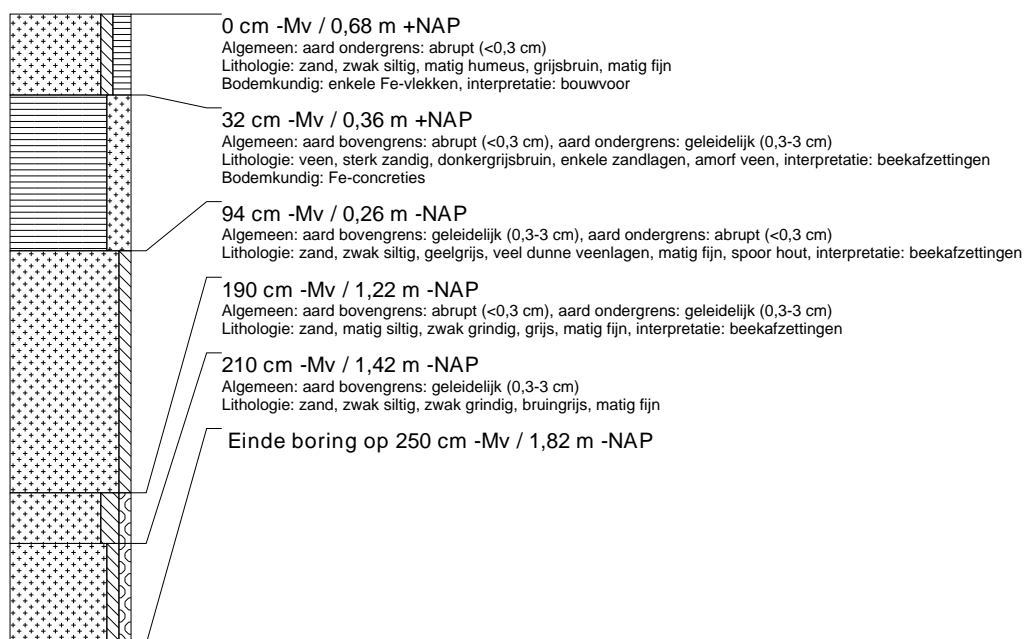 0 cm -Mv / 0,68 m +NAP
Algemeen: aard ondergrens: abrupt (<0,3 cm)
Lithologie: zand, zwak siltig, matig humeus, grijsbruin, matig fijn
Bodemkundig: enkele Fe-vlekken, interpretatie: bouwvoor
32 cm -Mv / 0,36 m +NAP
Algemeen: aard bovengrens: abrupt (<0,3 cm), aard ondergrens: geleidelijk (0,3-3 cm)
Lithologie: veen, sterk zandig, donkergrijsbruin, enkele zandlagen, amorf veen, interpretatie: beekafzettingen
Bodemkundig: Fe-concreties
94 cm -Mv / 0,26 m -NAP
Algemeen: aard bovengrens: geleidelijk (0,3-3 cm), aard ondergrens: abrupt (<0,3 cm)
Lithologie: zand, zwak siltig, geelgrijs, veel dunne veenlagen, matig fijn, spoor hout, interpretatie: beekafzettingen
190 cm -Mv / 1,22 m -NAP
Algemeen: aard bovengrens: abrupt (<0,3 cm), aard ondergrens: geleidelijk (0,3-3 cm)
Lithologie: zand, matig siltig, zwak grindig, grijs, matig fijn, interpretatie: beekafzettingen
210 cm -Mv / 1,42 m -NAP
Algemeen: aard bovengrens: geleidelijk (0,3-3 cm)
Lithologie: zand, zwak siltig, zwak grindig, bruingrijs, matig fijn
Einde boring op 250 cm -Mv / 1,82 m -NAP